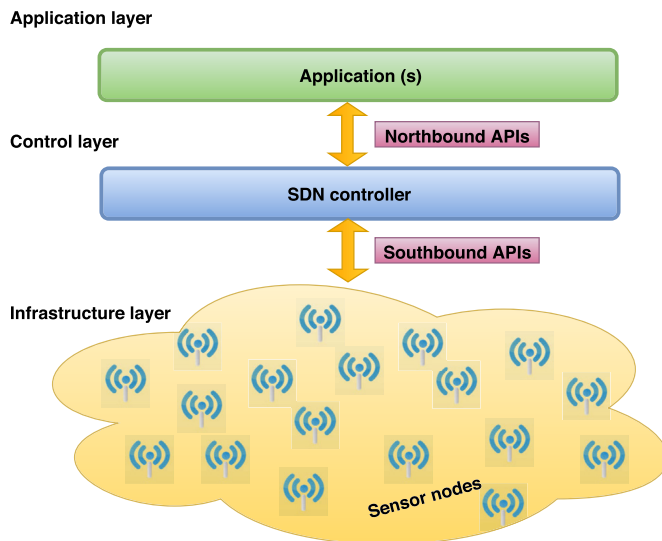 Application layer
Application (s)
Northbound APIs
Control layer
SDN controller
Southbound APIs
Infrastructure layer
Sensor nodes